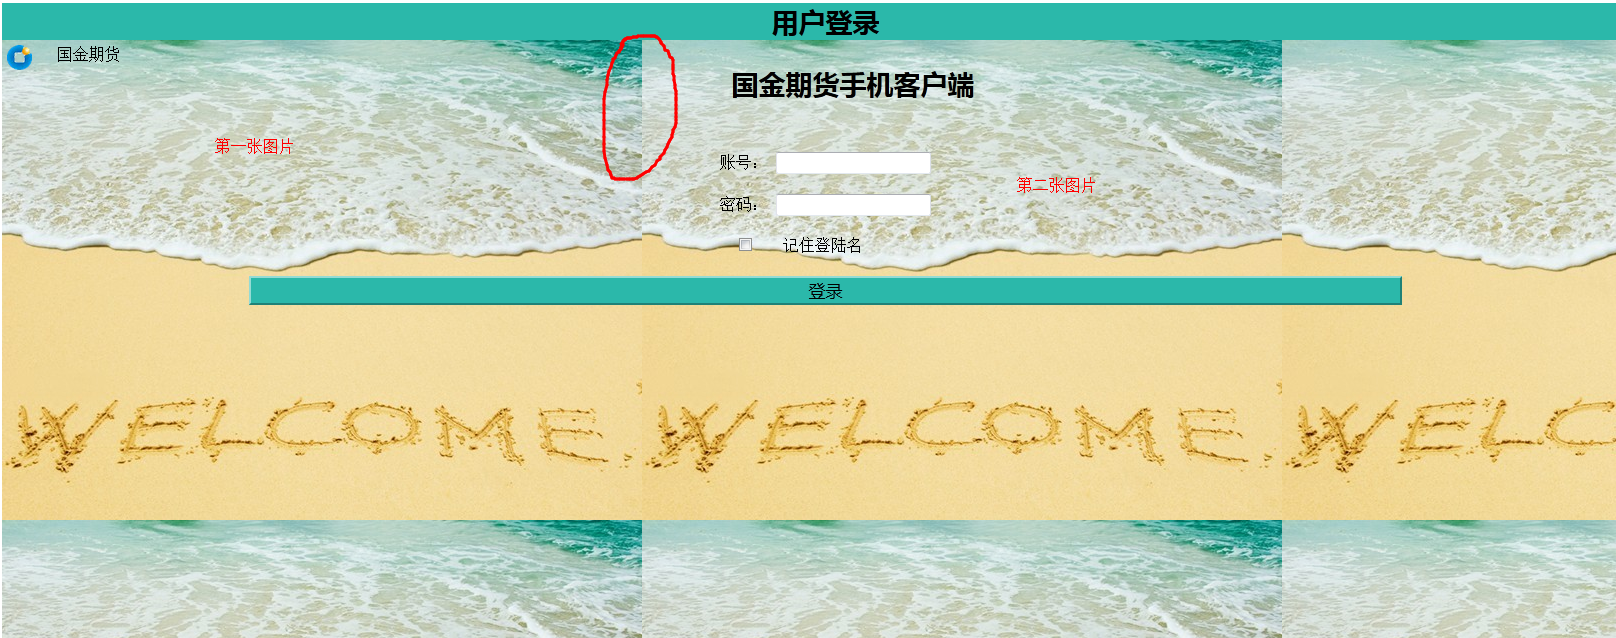 用户登录
国金期货
国金期货手机客户端
第一张图片
账号：
第二张图片
密码：
记住登陆名
登录
WELCOME.
WELCOME.
WELC